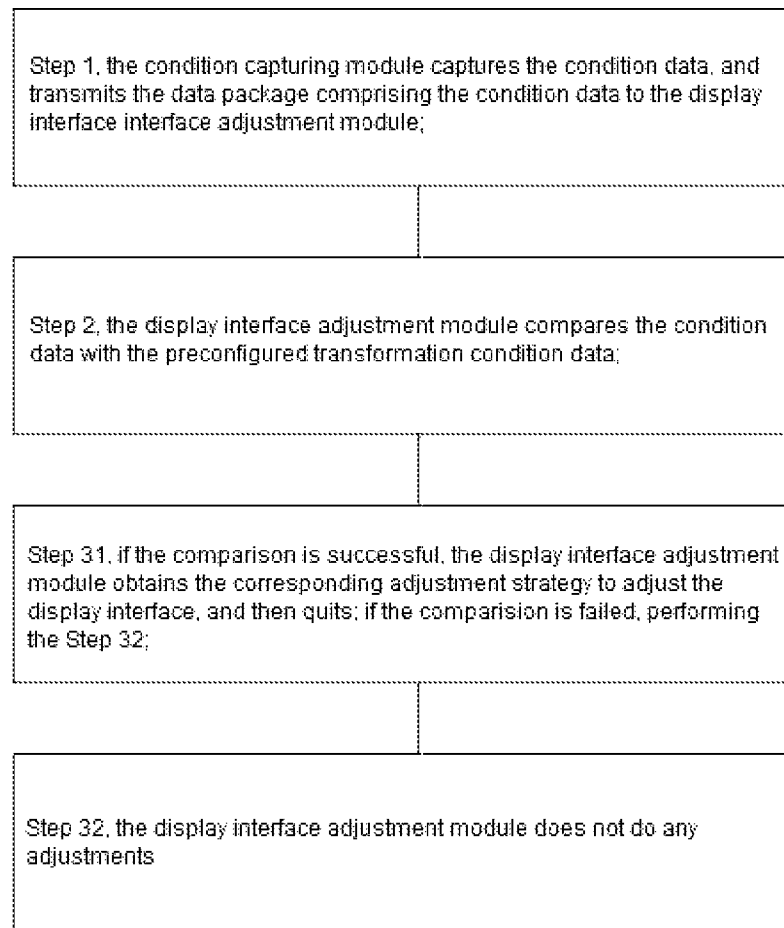 Step 1, the condition capturing module captures the condition data, and
transmits the data package comprising the condition data to the display
interface interface adjustment module;
Step 2, the display interface adjustment module compares the condition
data with the preconfigured transformation condition data;
Step 31, if the comparison is successful, the display interface adjustment
module obtains the corresponding adjustment strategy to adjust the
display interface, and then quits; if the comparision is failed, performing
the Step 32;
Step 32, the display interface adjustment module does not do any
adjustments